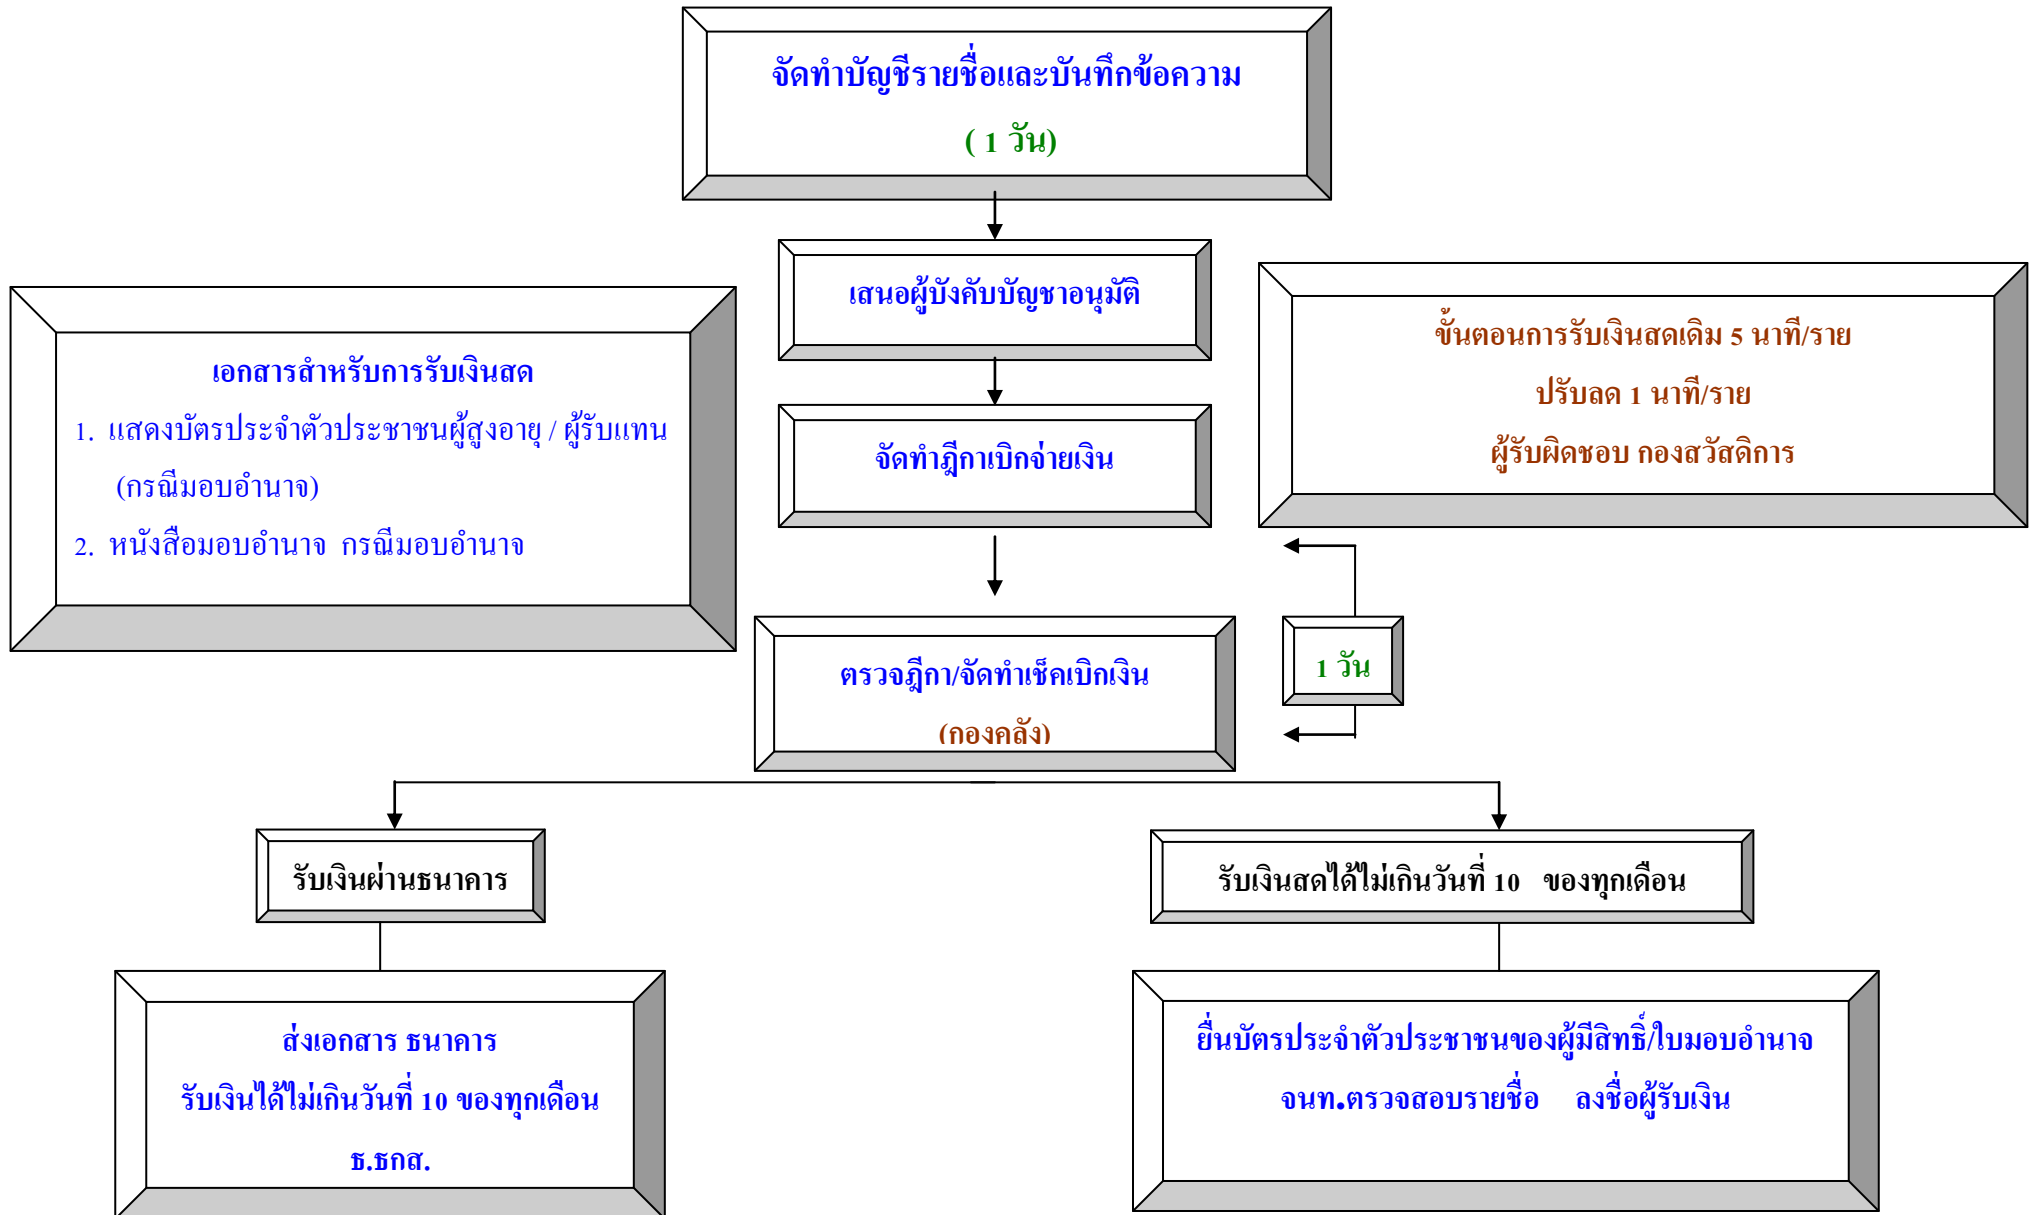 จัดทำบัญชีรายชื่อและบันทึกข้อความ
( 1 วัน)
เสนอผู้บังคับบัญชาอนุมัติ
เอกสารสำหรับการรับเงินสด
1. แสดงบัตรประจำตัวประชาชนผู้สูงอายุ / ผู้รับแทน
(กรณีมอบอำนาจ)
2. หนังสือมอบอำนาจ กรณีมอบอำนาจ
ขั้นตอนการรับเงินสดเดิม 5 นาที/ราย
ปรับลด 1 นาที/ราย
ผู้รับผิดชอบ กองสวัสดิการ
จัดทำฎีกาเบิกจ่ายเงิน
ตรวจฎีกา/จัดทำเช็คเบิกเงิน
(กองคลัง)
1 วัน
รับเงินผ่านธนาคาร
รับเงินสดได้ไม่เกินวันที่ 10 ของทุกเดือน
ส่งเอกสาร ธนาคาร
รับเงินได้ไม่เกินวันที่ 10 ของทุกเดือน
ธ.ธกส.
ยื่นบัตรประจำตัวประชาชนของผู้มีสิทธิ์/ใบมอบอำนาจ
จนท.ตรวจสอบรายชื่อ ลงชื่อผู้รับเงิน